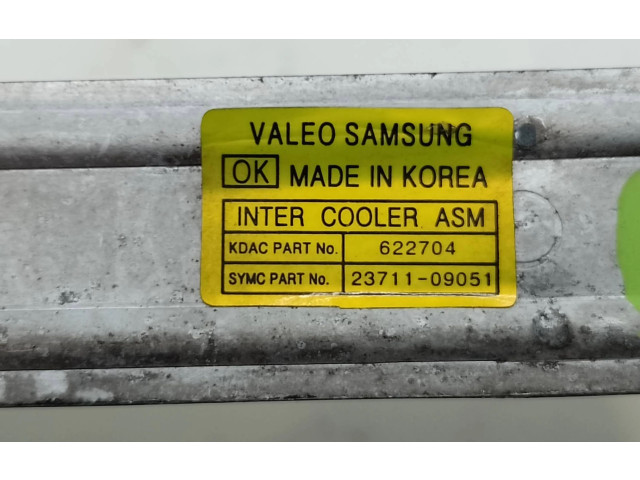 VALEO SAMSUNG
OK MADE IN KOREA
INTER COOLER ASM
KDAC PART No. 622704
SYMC PART No. 23711-09051